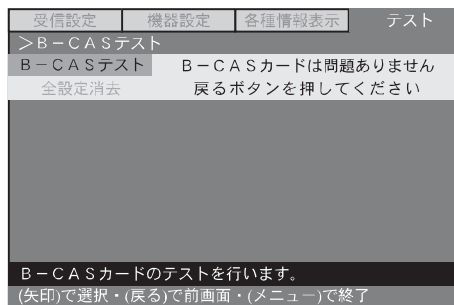 受信設定 機器設定 各種情報表示 テスト
＞B－CASテスト
B－CASテスト B－CASカードは問題ありません
全設定消去 戻るボタンを押してください
B－CASカードのテストを行います。
(矢印)で選択・(戻る)で前画面・(メニュー)で終了